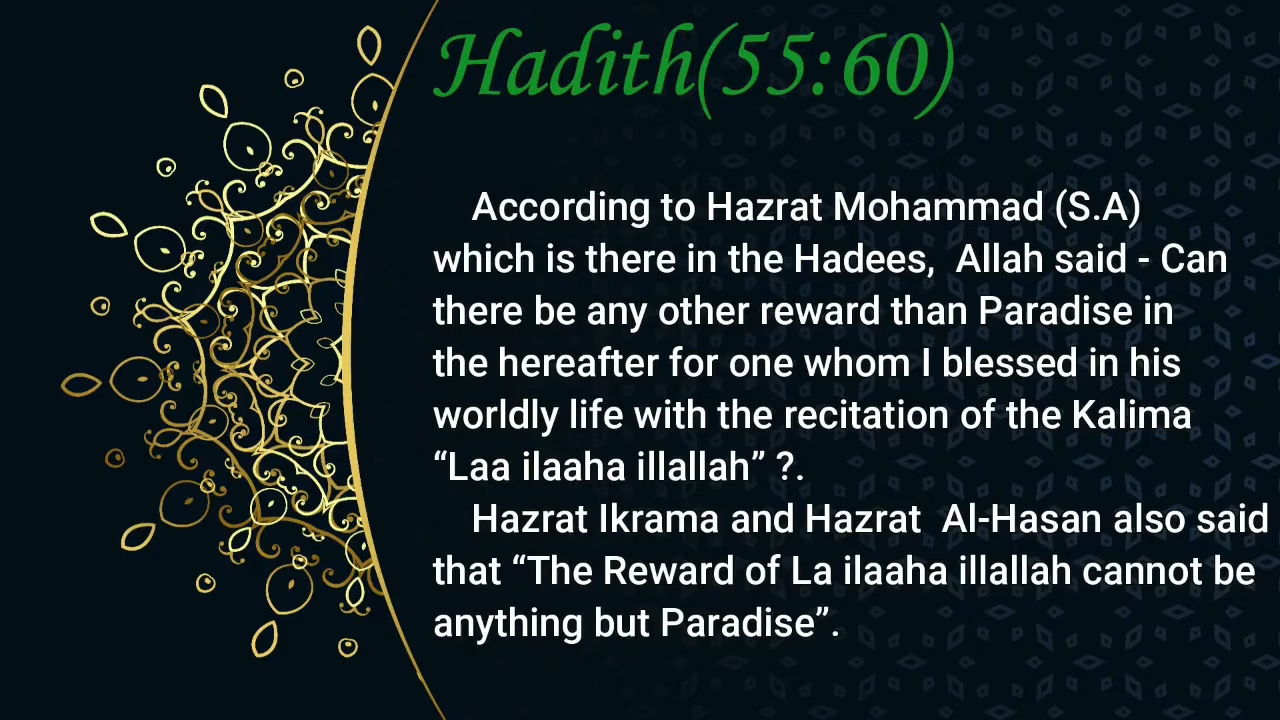 Hadith(55:60)
According to Hazrat Mohammad (S.A)
which is there in the Hadees, Allah said - Can
there be any other reward than Paradise in
the hereafter for one whom I blessed in his
worldly life with the recitation of the Kalima
“Laa ilaaha illallah” ?.
Hazrat Ikrama and Hazrat Al-Hasan also said
that “The Reward of La ilaaha illallah cannot be
anything but Paradise”.